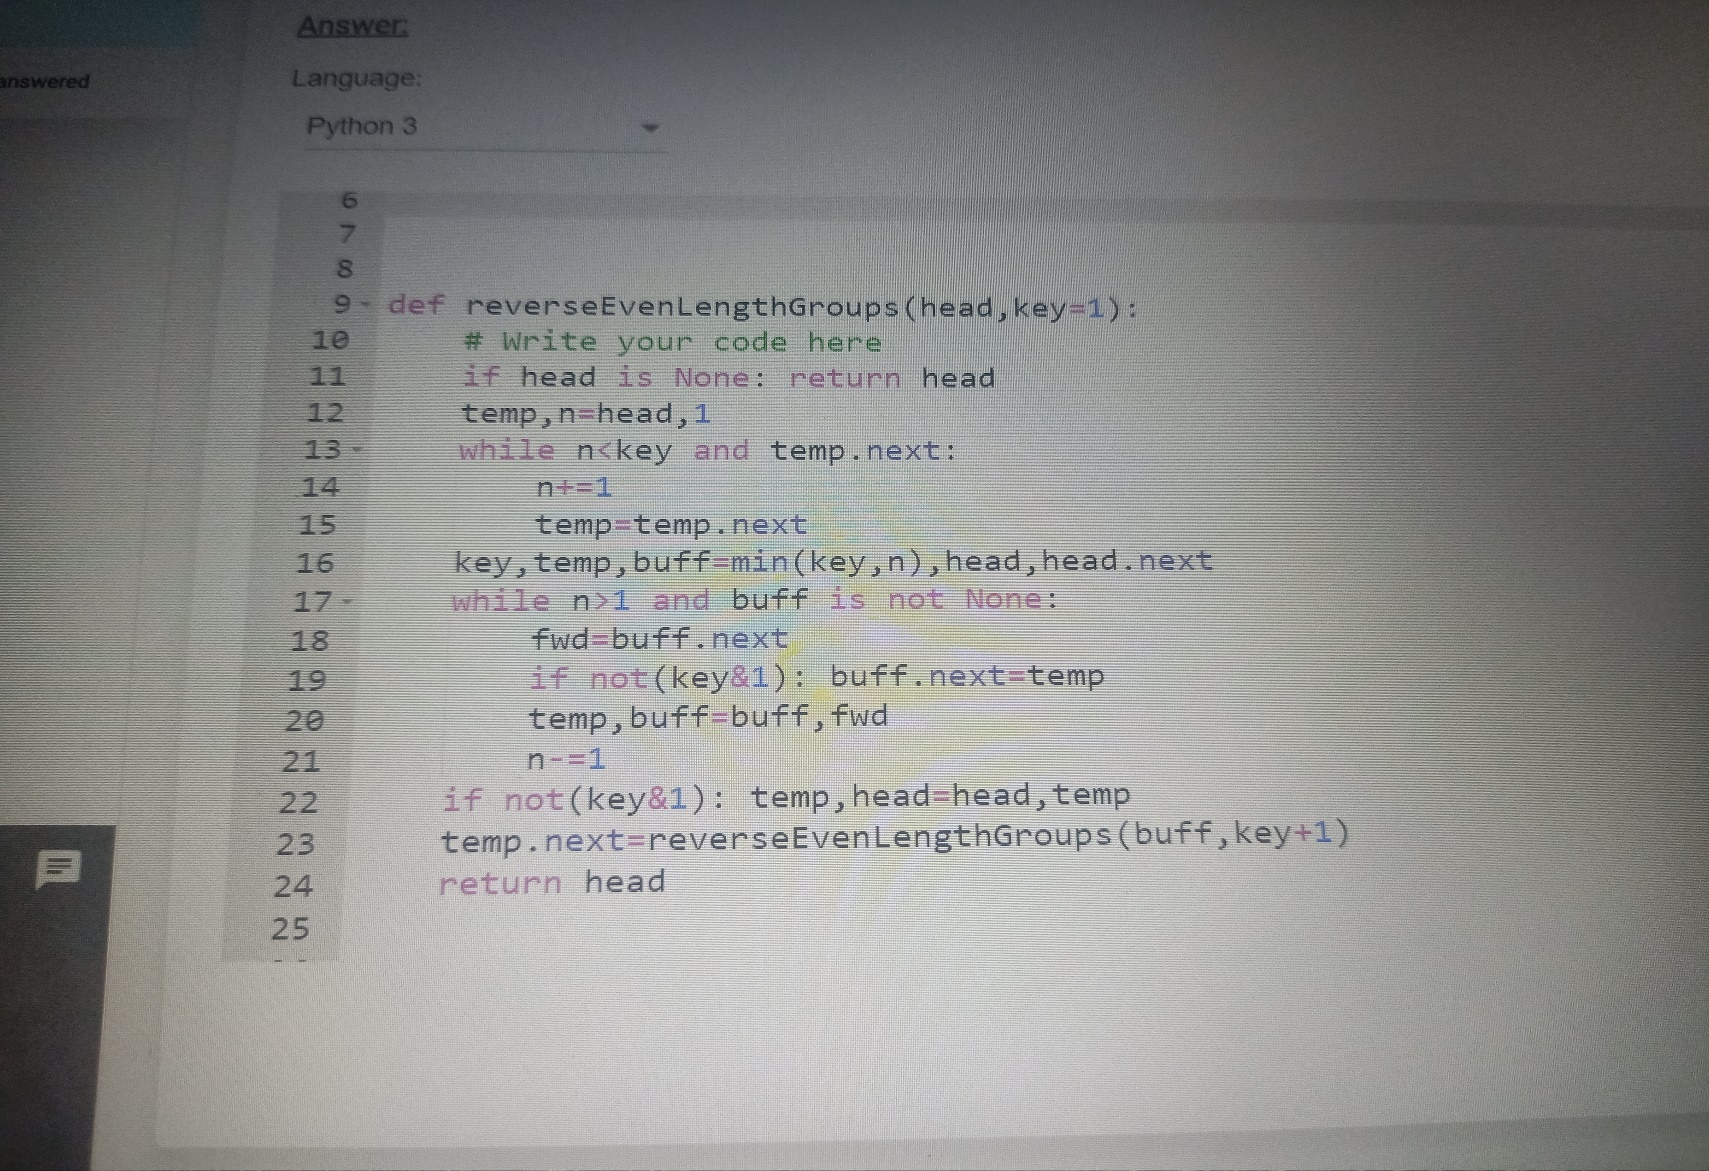 Answer:
answered
Language:
Python 3
6
7
8
9 def reverseEvenLengthGroups(head,key=1):
10 # Write your code here
11 if head is None: return head
12 temp,n=head,1
13 while n<key and temp.next:
14 n+=1
15 temp=temp.next
16 key,temp,buff=min(key,n),head,head.next
17 while n>1 and buff is not None:
18 fwd=buff.next
19 if not(key&1): buff.next=temp
20 temp,buff=buff,fwd
21 n-=1
22 if not(key&1): temp,head=head,temp
23 temp.next=reverseEvenLengthGroups(buff,key+1)
24 return head
25